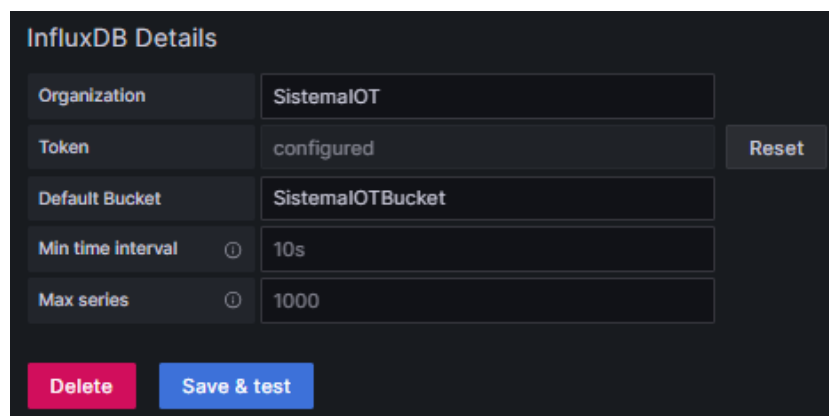 InfluxDB Details
Organization SistemaIOT
Token configured Reset
Default Bucket SistemaIOTBucket
Min time interval 10s
Max series 1000
Delete Save & test